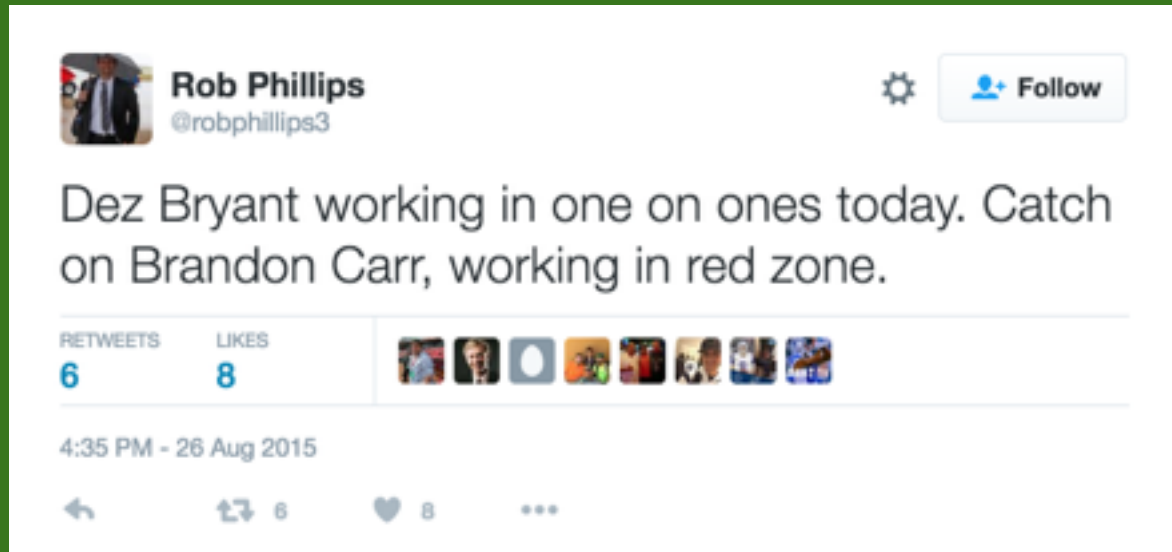 Rob Phillips
@robphillips3
Follow
Dez Bryant working in one on ones today. Catch
on Brandon Carr, working in red zone.
RETWEETS LIKES
6 8
4:35 PM - 26 Aug 2015
6 8